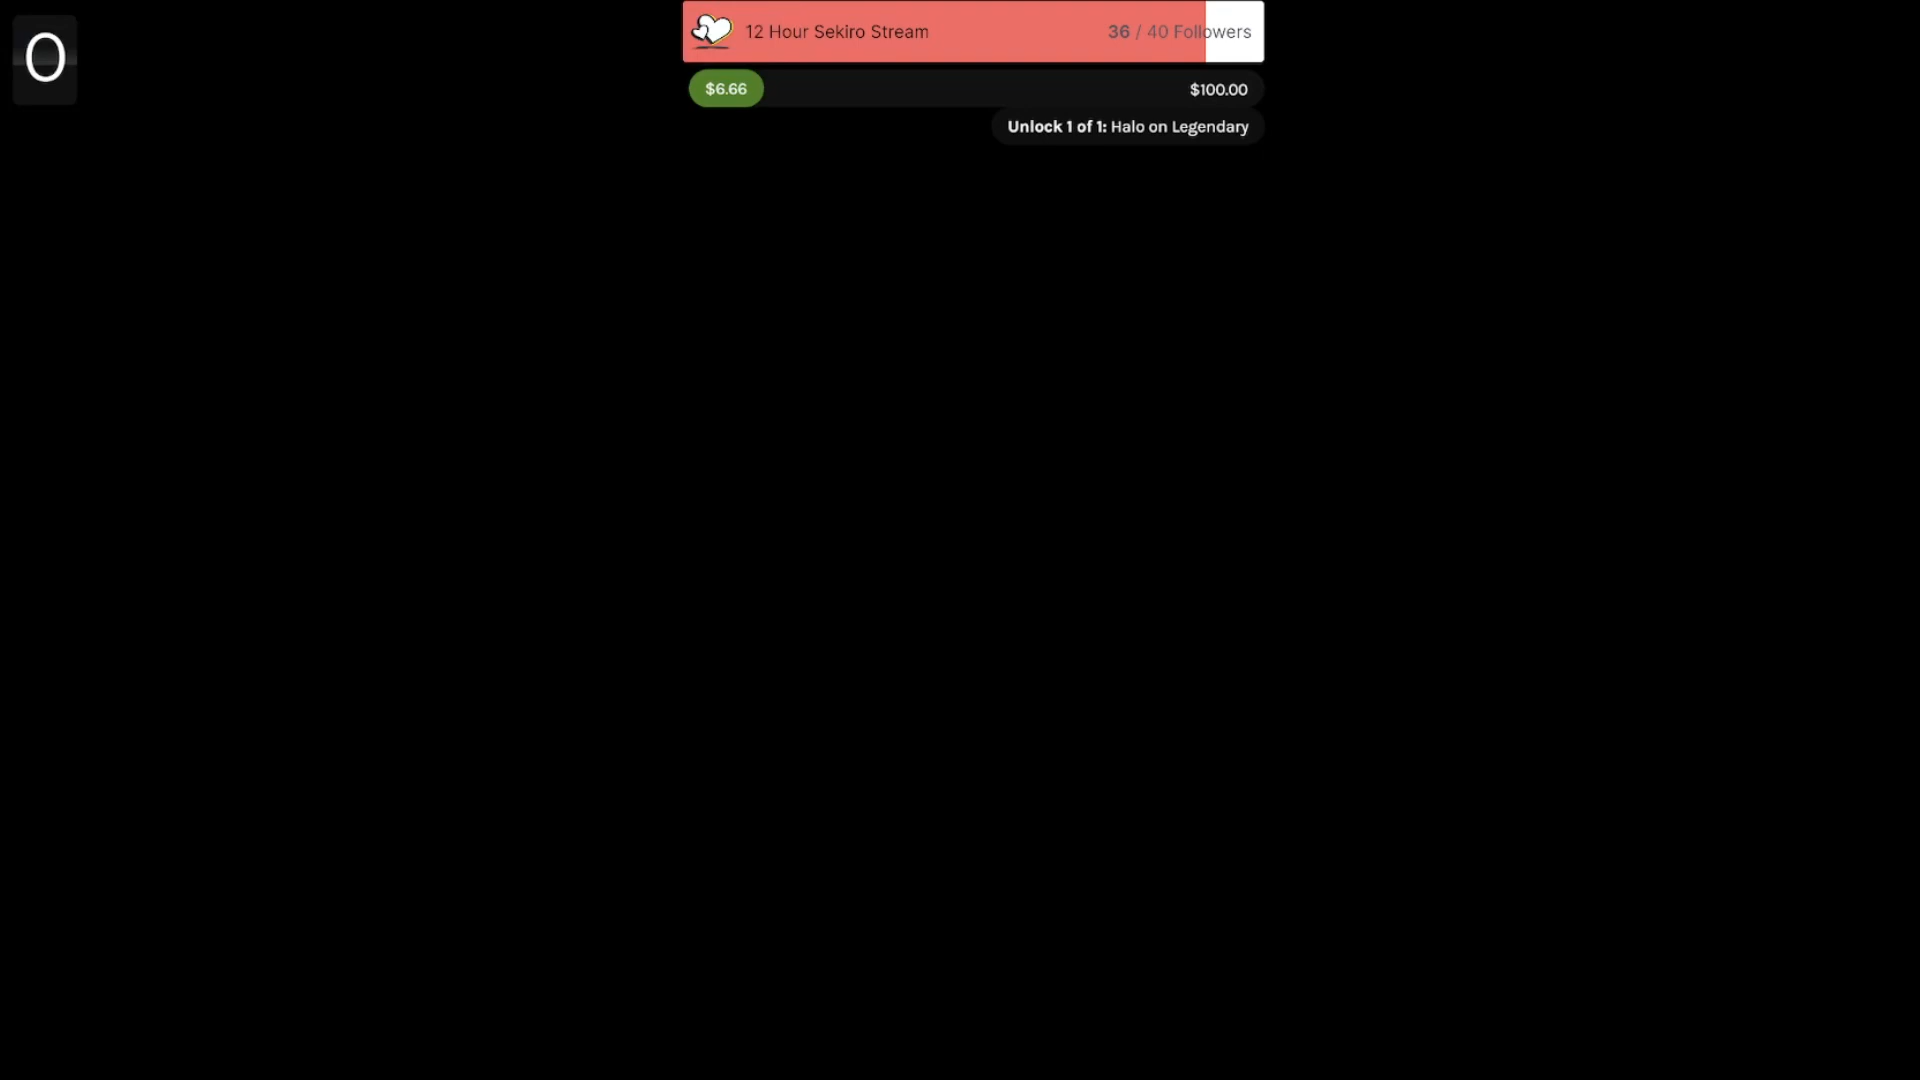 0
12 Hour Sekiro Stream 36 / 40 Followers
$6.66 $100.00
Unlock 1 of 1: Halo on Legendary